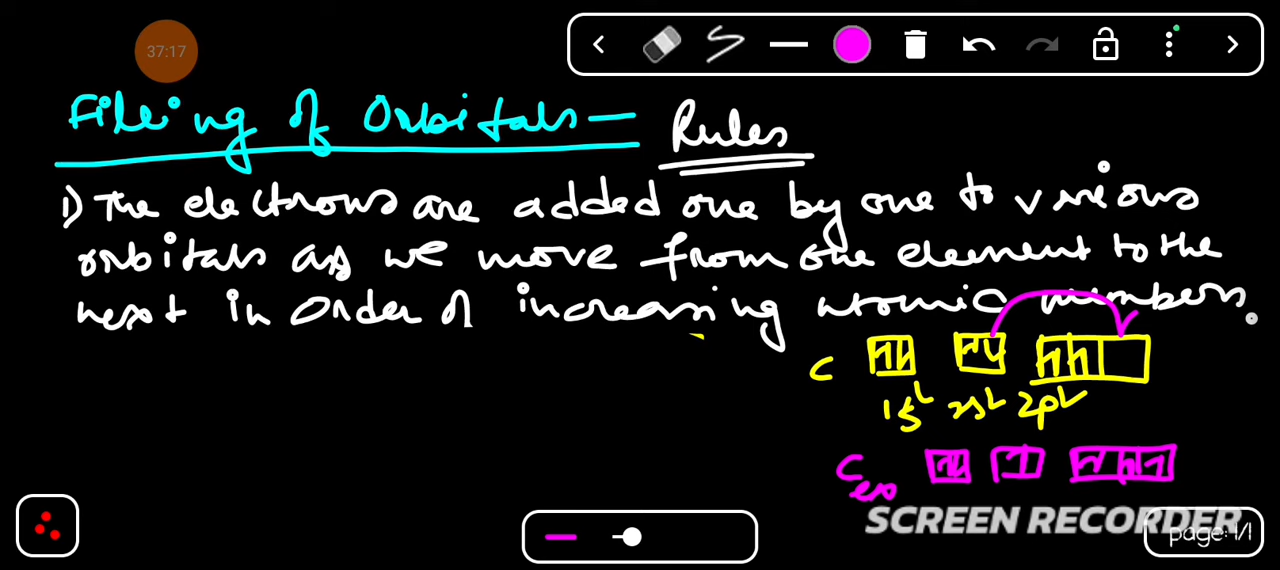 37:17
Filling of Orbitals — Rules
1) The electrons are added one by one to various
orbitals as we move from one element to the
next in order of increasing atomic numbers.
C
1s² 2s² 2p²
C
SCREEN RECORDER
page: 1/1